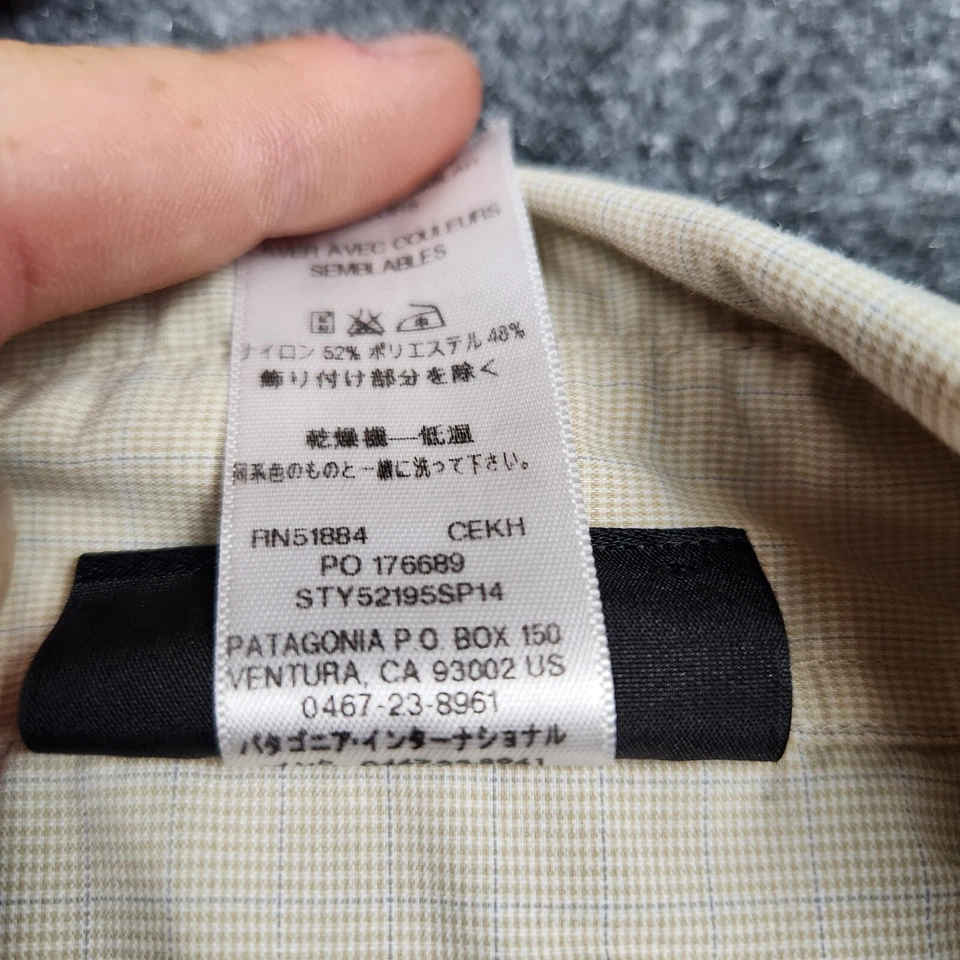 AVEC COULEURS
SEMBLABLES
ナイロン 52% ポリエステル 48%
飾り付け部分を除く
乾燥機—低温
同系色のものと一緒に洗って下さい。
RN51884 CEKH
PO 176689
STY52195SP14
PATAGONIA P.O. BOX 150
VENTURA, CA 93002 US
0467-23-8961
パタゴニア・インターナショナル